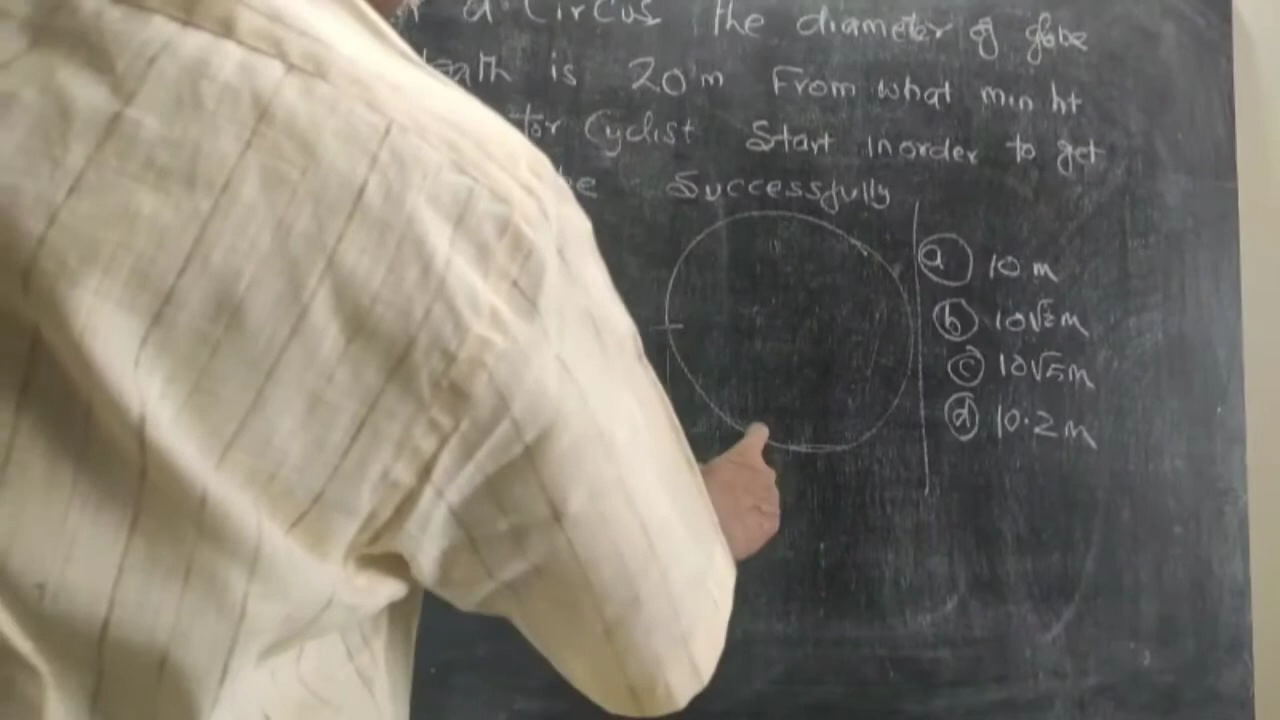 a Circus the diameter of globe
is 20 m From what min ht
Cyclist Start inorder to get
Successfully
(a) 10 m
(b) 10√2 m
(c) 10√5 m
(d) 10.2 m